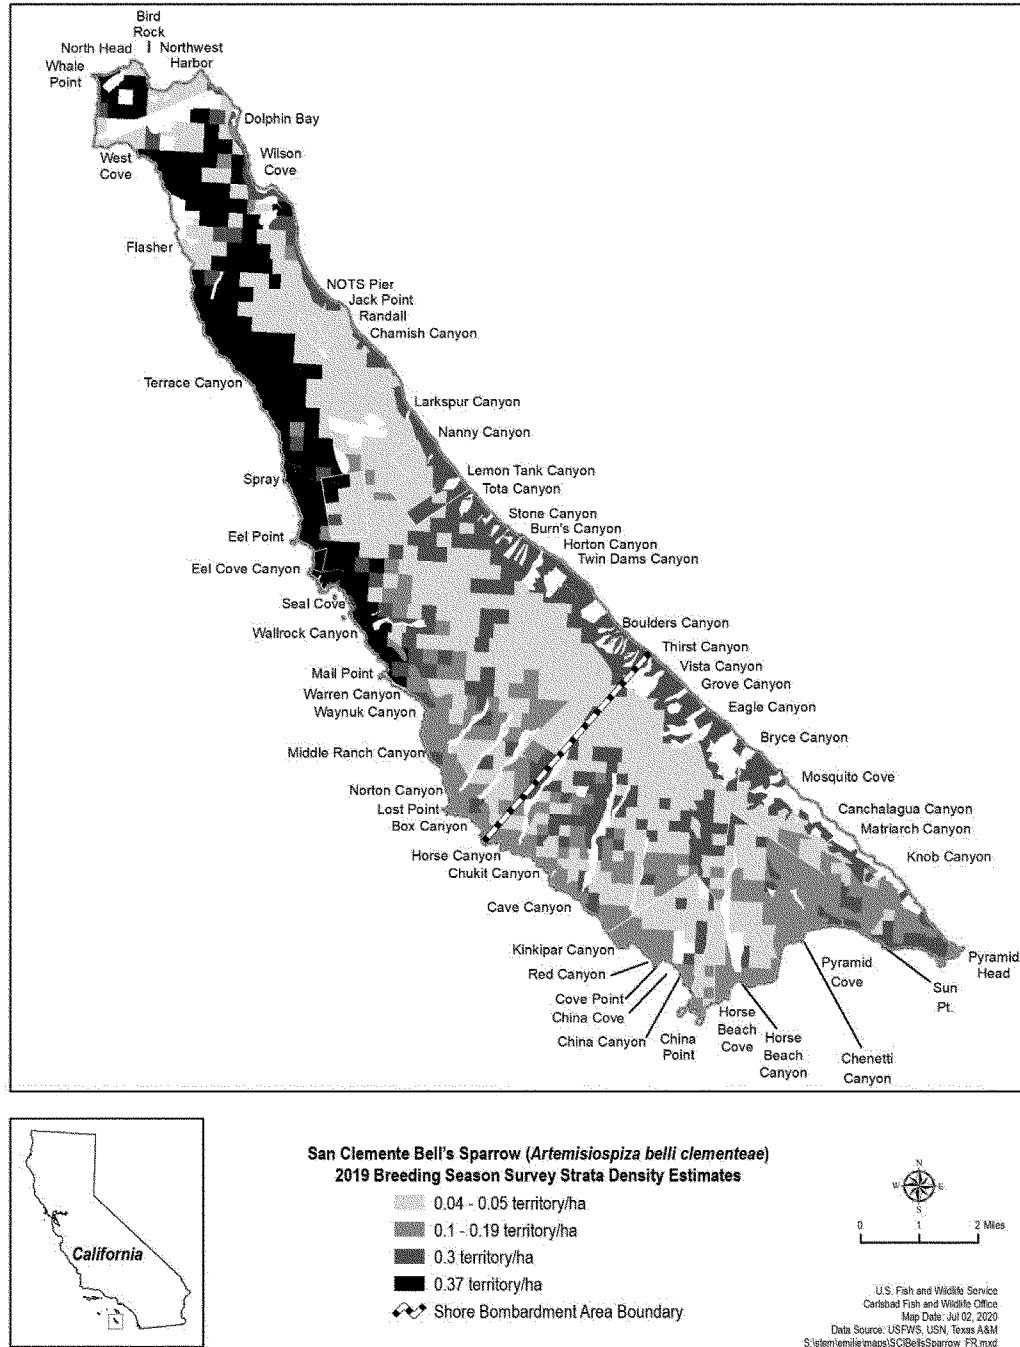 Bird
Rock
North Head
Northwest
Harbor
Whale
Point
Dolphin Bay
West
Cove
Wilson
Cove
Flasher
NOTS Pier
Jack Point
Randall
Chamish Canyon
Terrace Canyon
Larkspur Canyon
Nanny Canyon
Lemon Tank Canyon
Spray
Tota Canyon
Stone Canyon
Burn's Canyon
Eel Point
Horton Canyon
Twin Dams Canyon
Eel Cove Canyon
Seal Cove
Boulders Canyon
Wallrock Canyon
Thirst Canyon
Vista Canyon
Mail Point
Grove Canyon
Warren Canyon
Eagle Canyon
Waynuk Canyon
Bryce Canyon
Middle Ranch Canyon
Mosquito Cove
Norton Canyon
Canchalagua Canyon
Lost Point
Box Canyon
Matriarch Canyon
Horse Canyon
Knob Canyon
Chukit Canyon
Cave Canyon
Kinkipar Canyon
Pyramid
Head
Red Canyon
Pyramid
Cove
Sun
Pt.
Cove Point
China Cove
China Canyon
China
Point
Horse
Beach
Cove
Horse
Beach
Canyon
Chenetti
Canyon
California
San Clemente Bell's Sparrow (Artemisiospiza belli clementeae)
2019 Breeding Season Survey Strata Density Estimates
0.04 - 0.05 territory/ha
0.1 - 0.19 territory/ha
0.3 territory/ha
0.37 territory/ha
Shore Bombardment Area Boundary
N
W E
S
0 1 2 Miles
U.S. Fish and Wildlife Service
Carlsbad Fish and Wildlife Office
Map Date: Jul 02, 2020
Data Source: USFWS, USN, Texas A&M
S:\stem\emilie\maps\SCIBellsSparrow_FR.mxd